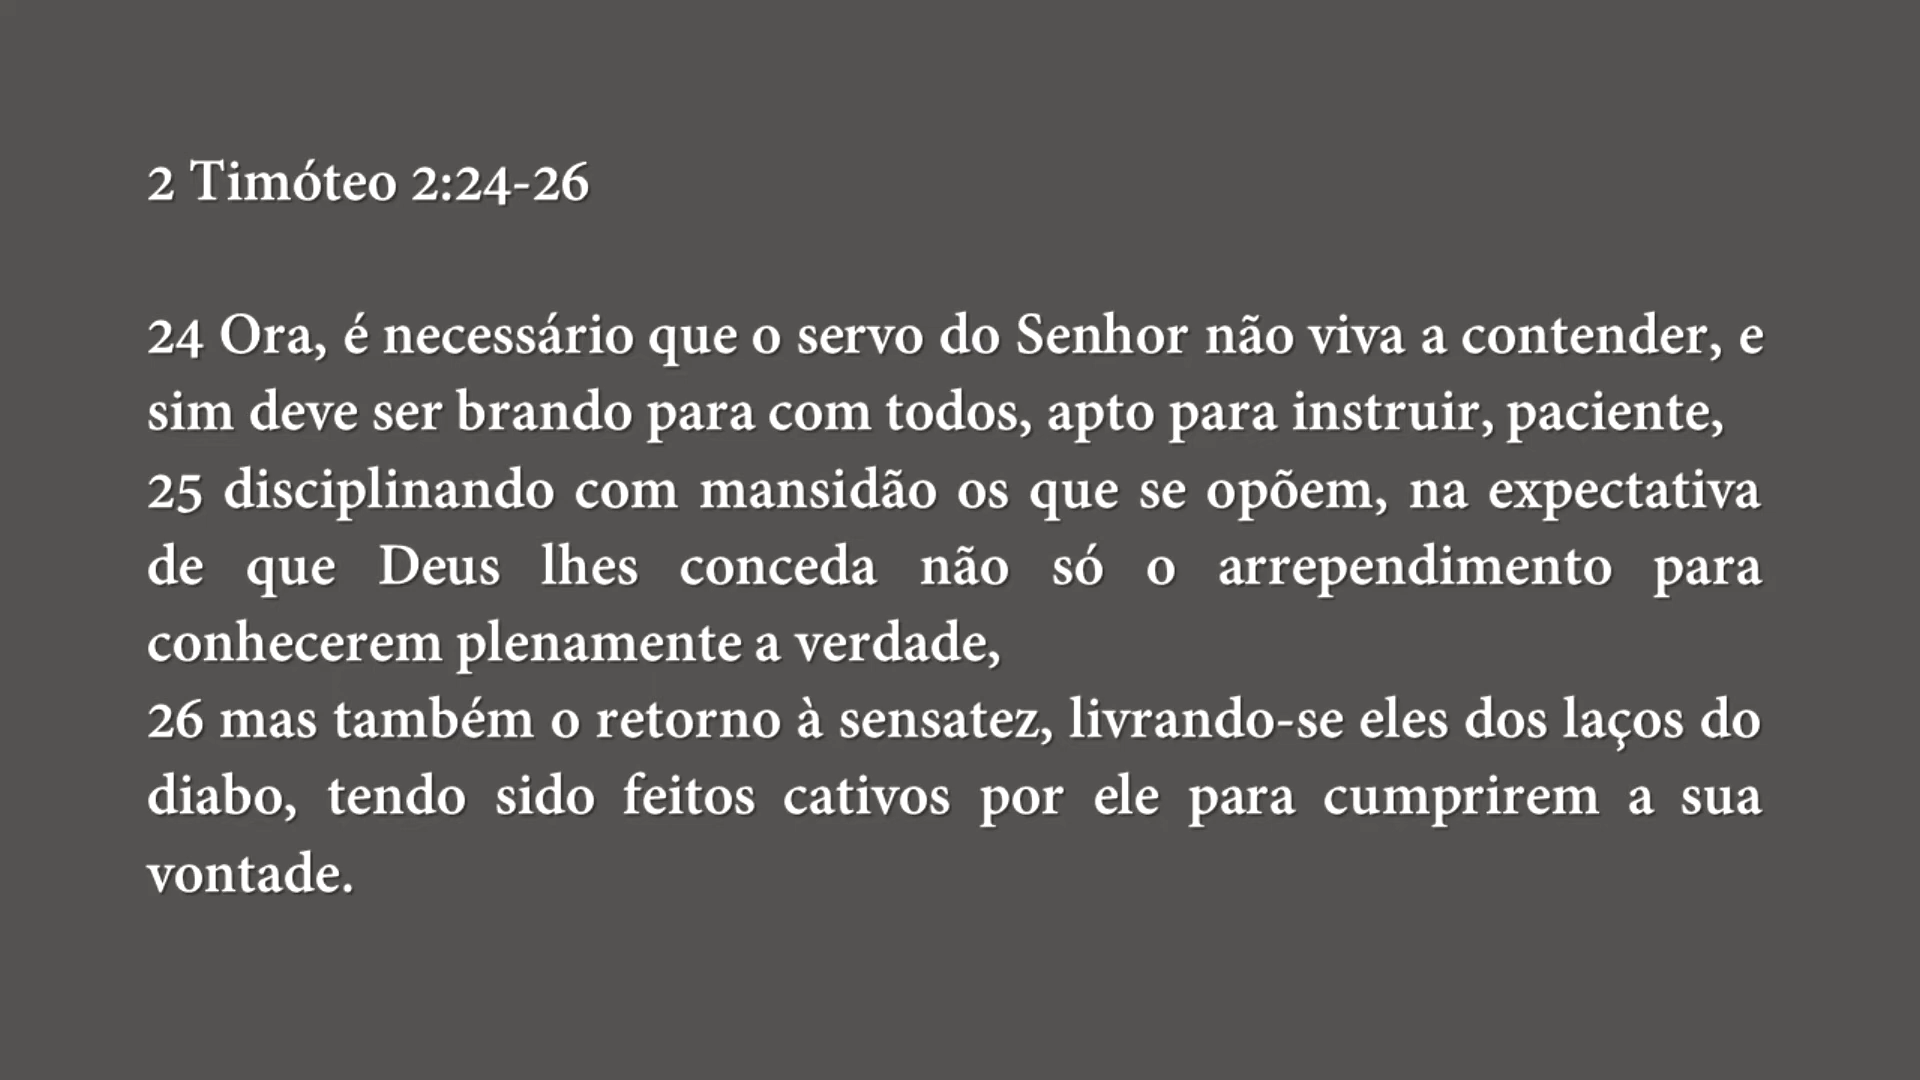 2 Timóteo 2:24-26
24 Ora, é necessário que o servo do Senhor não viva a contender, e
sim deve ser brando para com todos, apto para instruir, paciente,
25 disciplinando com mansidão os que se opõem, na expectativa
de que Deus lhes conceda não só o arrependimento para
conhecerem plenamente a verdade,
26 mas também o retorno à sensatez, livrando-se eles dos laços do
diabo, tendo sido feitos cativos por ele para cumprirem a sua
vontade.